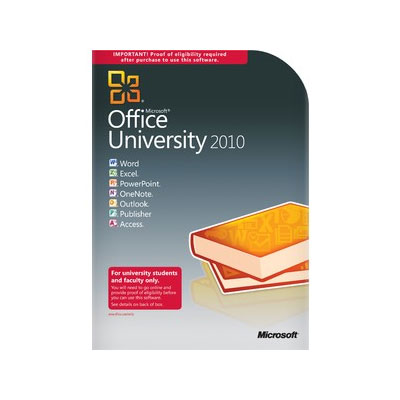 IMPORTANT! Proof of eligibility required
after purchase to use this software.
Microsoft®
Office
University 2010
Word
Excel
PowerPoint
OneNote
Outlook
Publisher
Access
For university students
and faculty only.
You will need to go online and
provide proof of eligibility before
you can use this software.
See details on back of box.
Microsoft